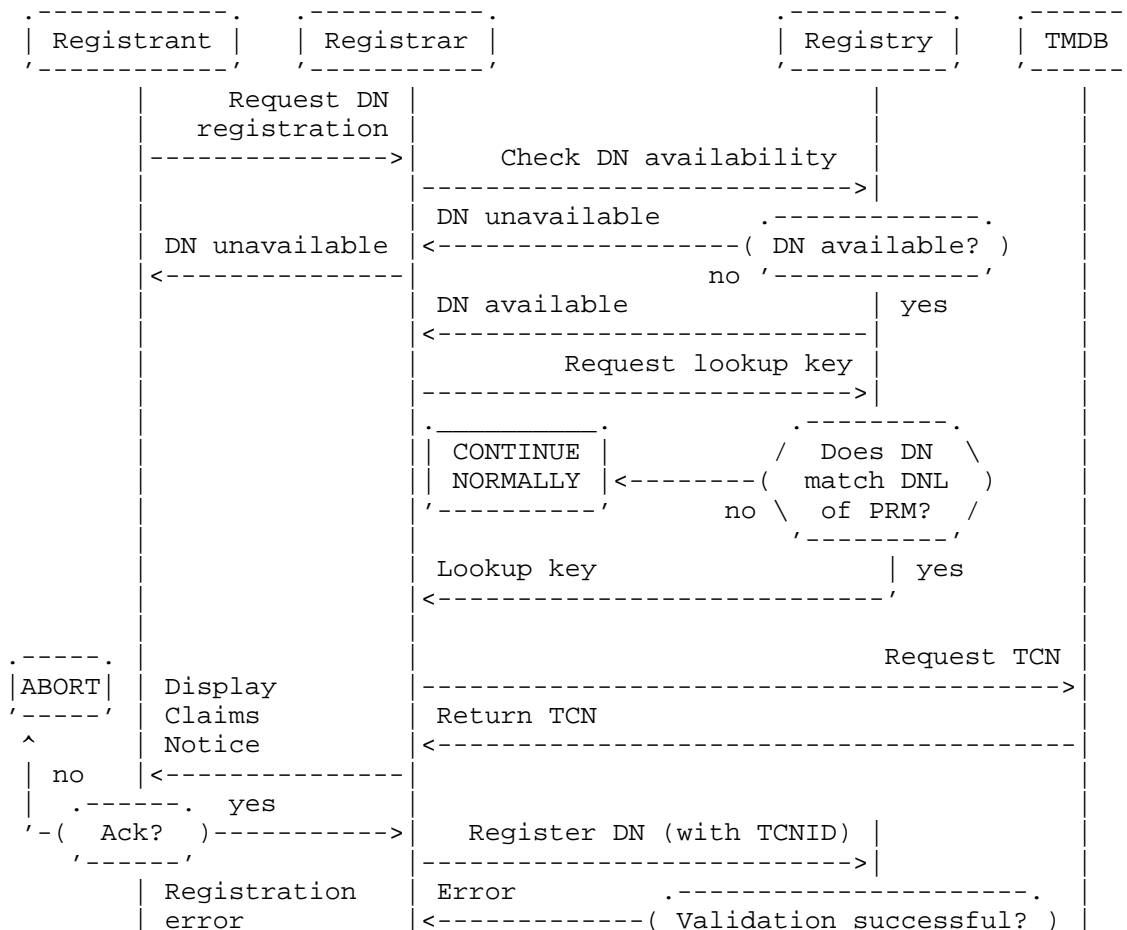 Registrant Registrar Registry TMDB
Request DN
registration
Check DN availability
DN unavailable
DN unavailable ( DN available? )
no
DN available yes
Request lookup key
CONTINUE Does DN
NORMALLY ( match DNL )
no of PRM?
Lookup key yes
Request TCN
ABORT Display
Claims Return TCN
Notice
no
yes
( Ack? ) Register DN (with TCNID)
Registration Error
error ( Validation successful? )